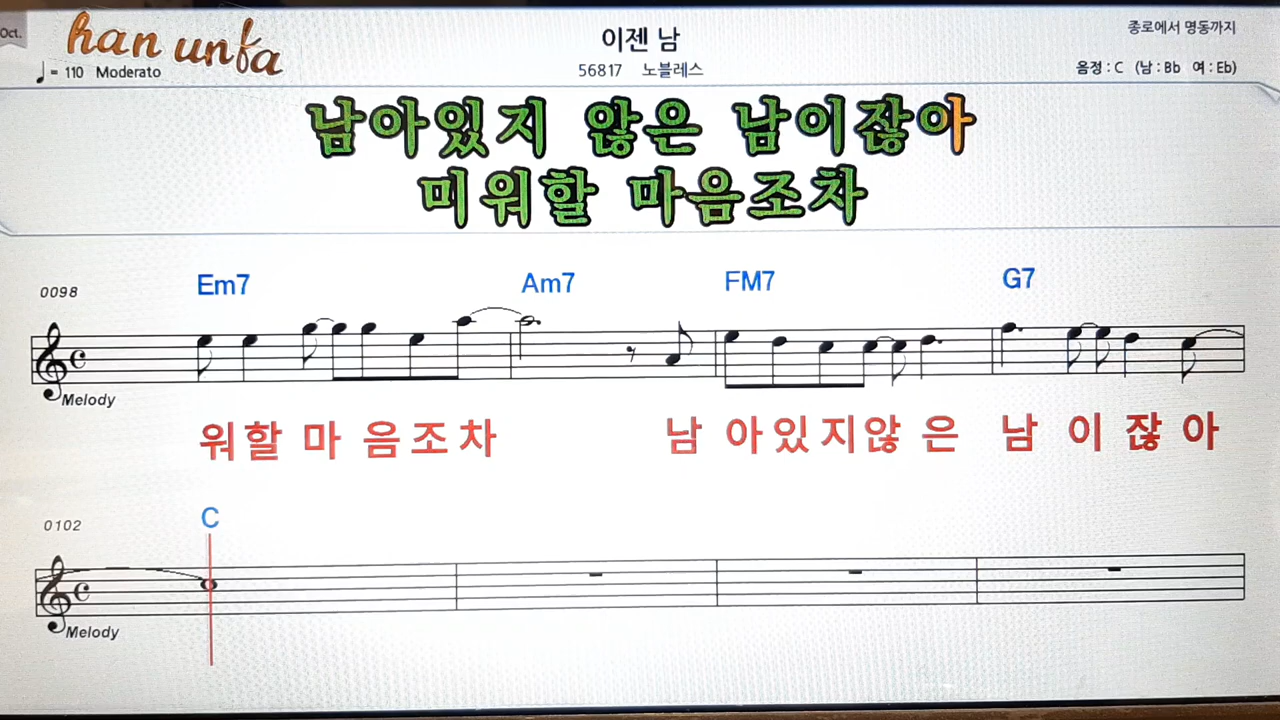 Oct.
han unfa
이젠 남
종로에서 명동까지
♩= 110 Moderato
56817 노블레스
음정 : C (남 : Bb 여 : Eb)
남아있지 않은 남이잖아
미워할 마음조차
0098
Em7 Am7 FM7 G7
Melody
워할 마 음조차 남 아있지않 은 남 이 잖 아
0102
C
Melody